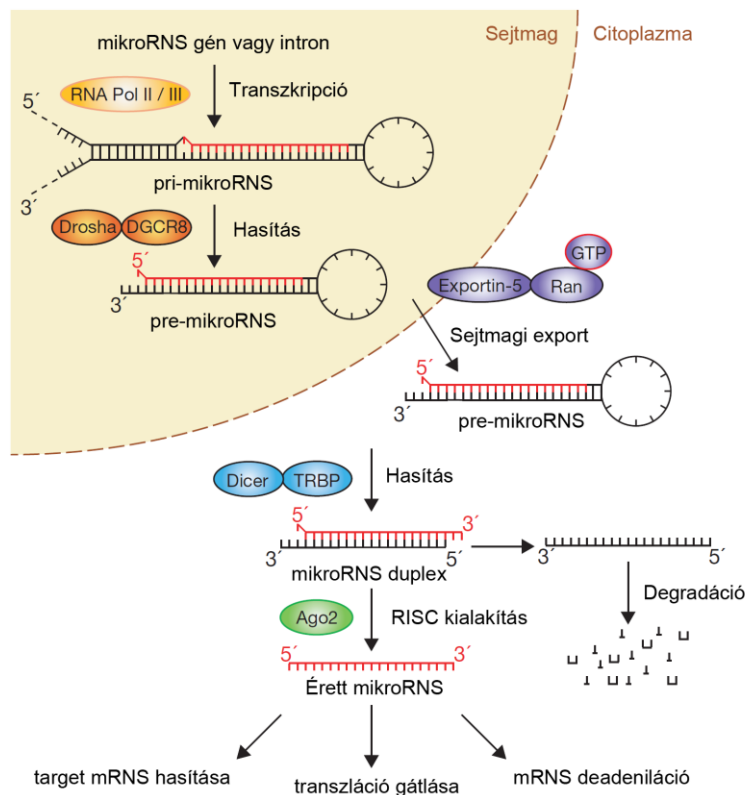 mikroRNS gén vagy intron
Sejtmag
Citoplazma
RNA Pol II / III
Transzkripció
5´
3´
pri-mikroRNS
Drosha
DGCR8
Hasítás
5´
3´
pre-mikroRNS
GTP
Exportin-5
Ran
Sejtmagi export
5´
3´
pre-mikroRNS
Dicer
TRBP
Hasítás
5´
3´
3´
5´
mikroRNS duplex
3´
5´
Degradáció
Ago2
RISC kialakítás
5´
3´
Érett mikroRNS
target mRNS hasítása
transzláció gátlása
mRNS deadeniláció